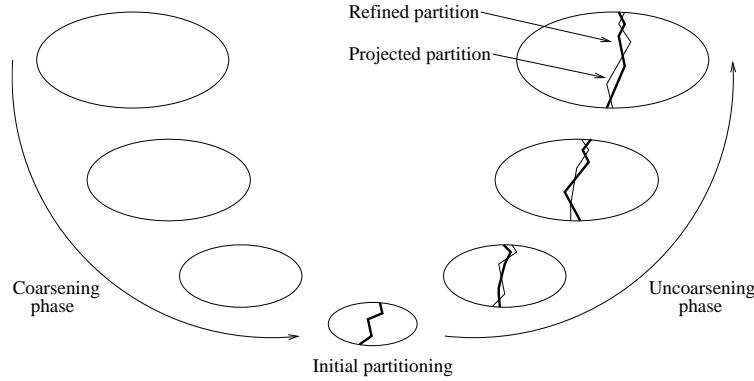 Refined partition
Projected partition
Coarsening
phase
Uncoarsening
phase
Initial partitioning